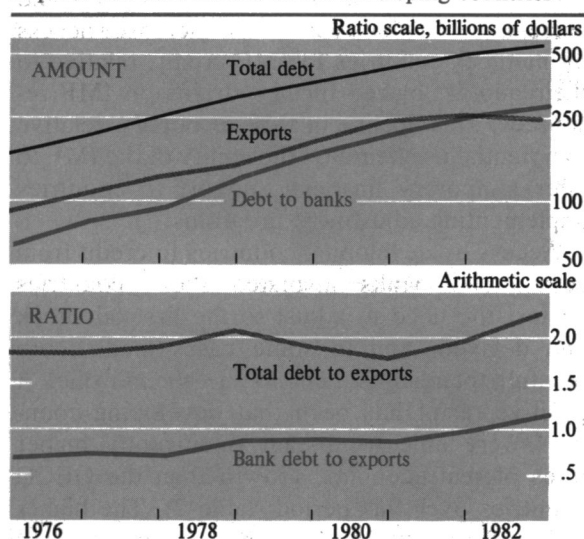 Ratio scale, billions of dollars
AMOUNT
500
Total debt
250
Exports
Debt to banks
100
50
Arithmetic scale
RATIO
2.0
Total debt to exports
1.5
1.0
Bank debt to exports
.5
1976 1978 1980 1982